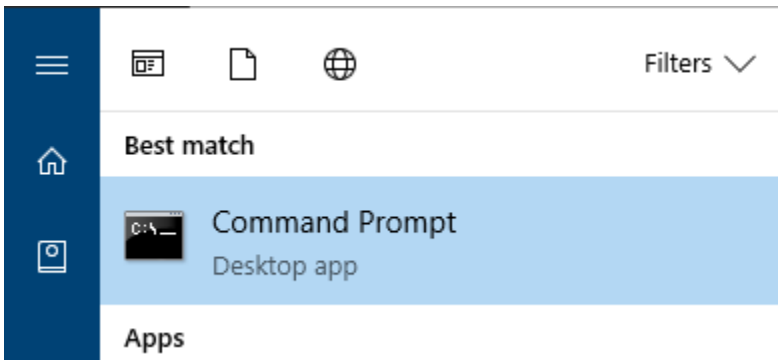 Filters
Best match
C:\_
Command Prompt
Desktop app
Apps